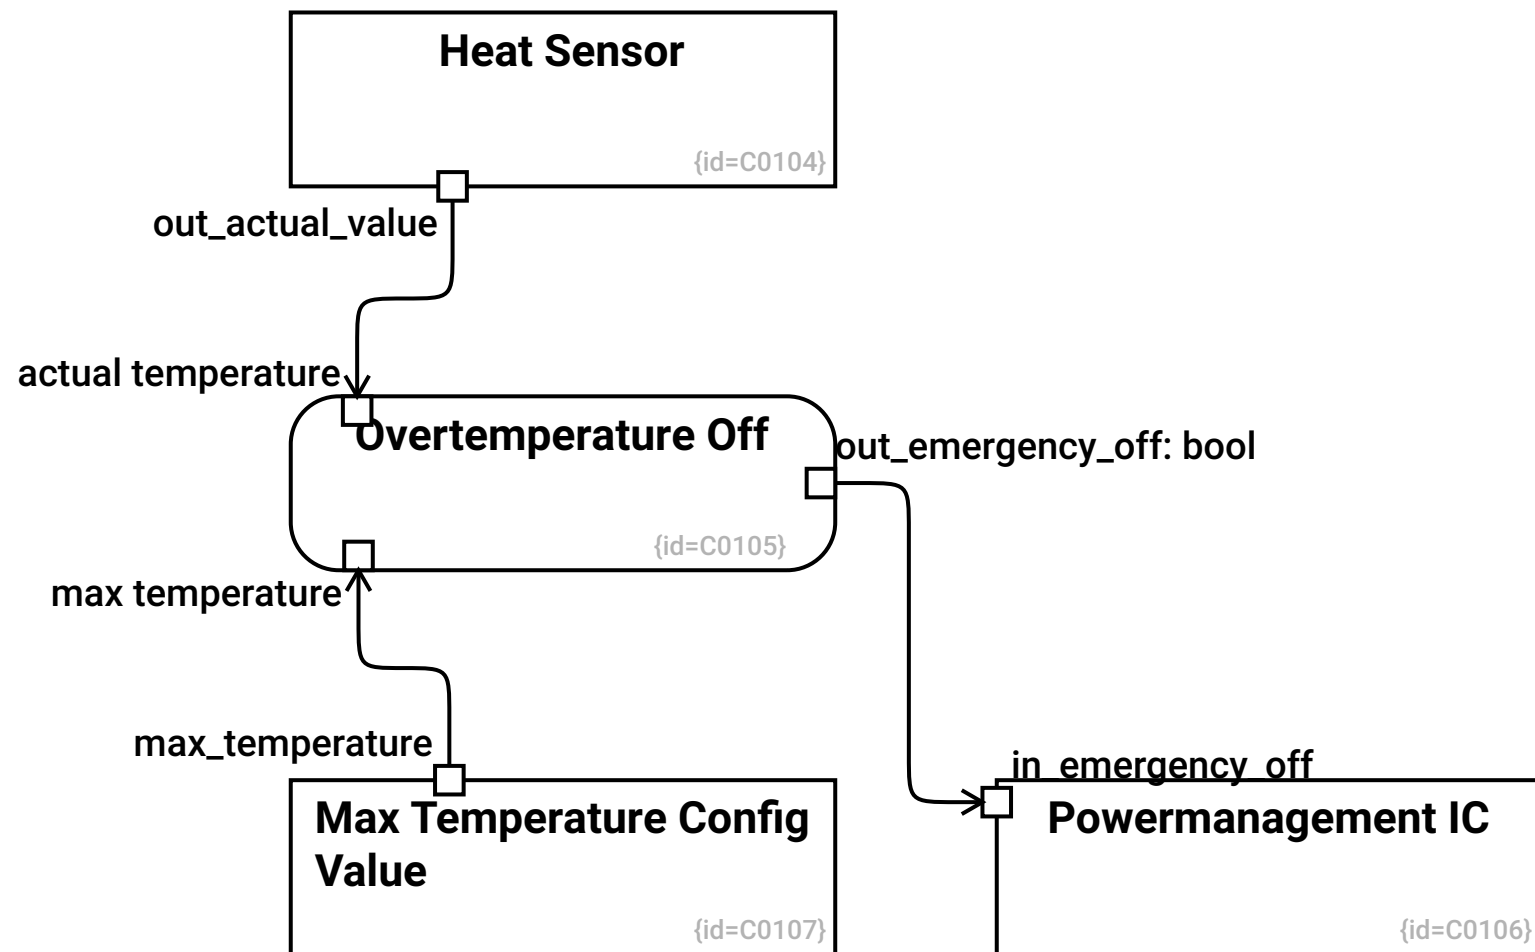 Heat Sensor
{id=C0104}
out_actual_value
actual temperature
Overtemperature Off
out_emergency_off: bool
{id=C0105}
max temperature
max_temperature
in_emergency_off
Max Temperature Config
Value
{id=C0107}
Powermanagement IC
{id=C0106}